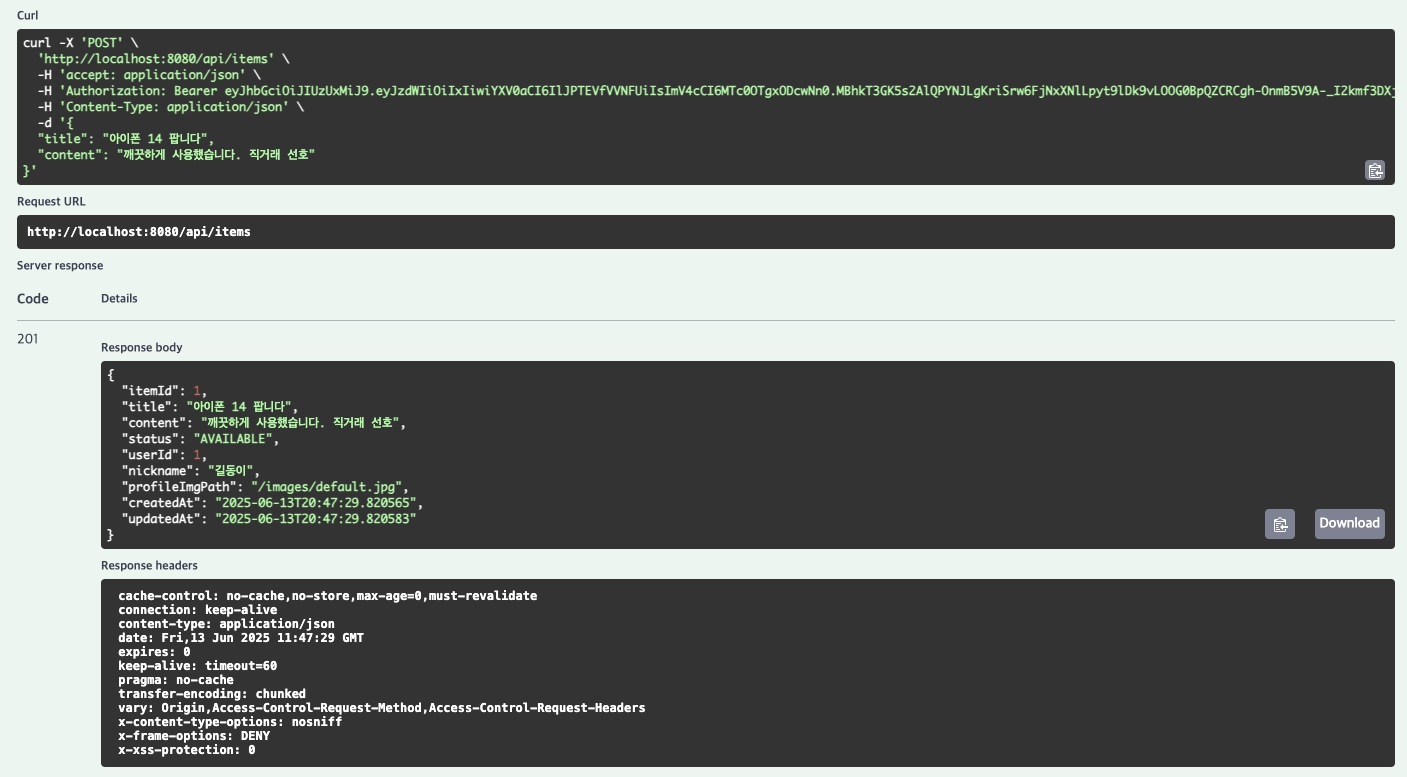 Curl
curl -X 'POST' \
'http://localhost:8080/api/items' \
-H 'accept: application/json' \
-H 'Authorization: Bearer eyJhbGciOiJIUzUxMiJ9.eyJzdWIiOiIxIiwiYXV0aCI6IlJPTEVfVVNFUiIsImV4cCI6MTc0OTgxODcwNn0.MBhkT3GK5s2AlQPYNJLgKriSrw6FjNxXNlLpyt9lDk9vLOOG0BpQZCRCgh-OnmB5V9A-_I2kmf3DXj
-H 'Content-Type: application/json' \
-d '{
"title": "아이폰 14 팝니다",
"content": "깨끗하게 사용했습니다. 직거래 선호"
}'
Request URL
http://localhost:8080/api/items
Server response
Code Details
201
Response body
{
"itemId": 1,
"title": "아이폰 14 팝니다",
"content": "깨끗하게 사용했습니다. 직거래 선호",
"status": "AVAILABLE",
"userId": 1,
"nickname": "길동이",
"profileImgPath": "/images/default.jpg",
"createdAt": "2025-06-13T20:47:29.820565",
"updatedAt": "2025-06-13T20:47:29.820583"
}
Download
Response headers
cache-control: no-cache,no-store,max-age=0,must-revalidate
connection: keep-alive
content-type: application/json
date: Fri,13 Jun 2025 11:47:29 GMT
expires: 0
keep-alive: timeout=60
pragma: no-cache
transfer-encoding: chunked
vary: Origin,Access-Control-Request-Method,Access-Control-Request-Headers
x-content-type-options: nosniff
x-frame-options: DENY
x-xss-protection: 0